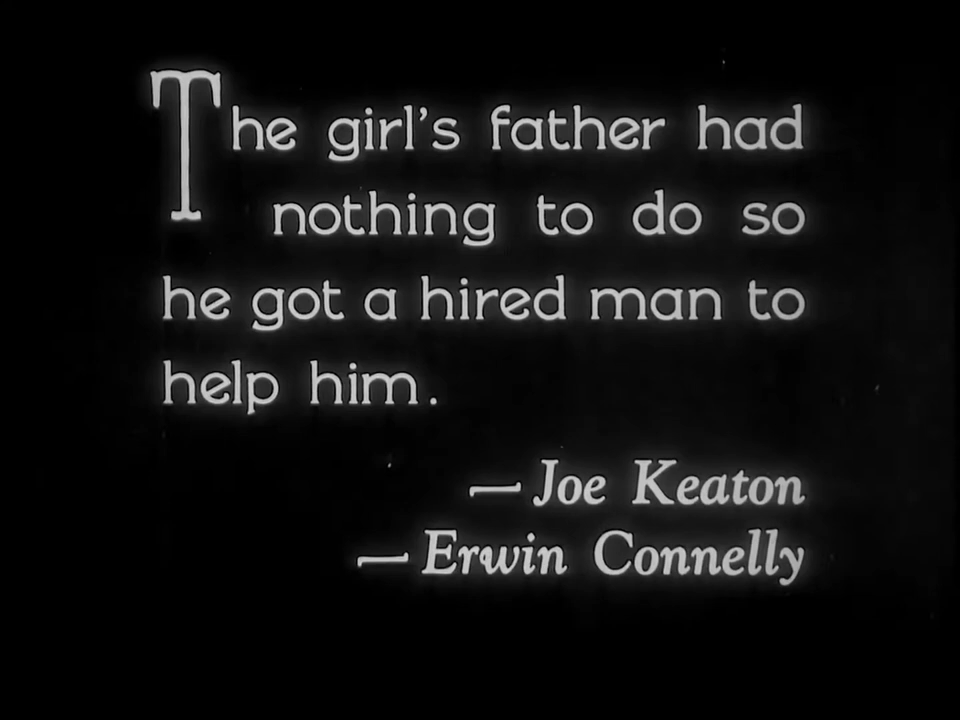 The girl's father had
nothing to do so
he got a hired man to
help him.
—Joe Keaton
—Erwin Connelly